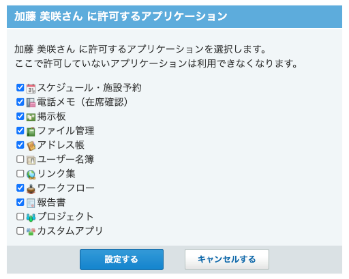 加藤 美咲さん に許可するアプリケーション
加藤 美咲さん に許可するアプリケーションを選択します。
ここで許可していないアプリケーションは利用できなくなります。
スケジュール・施設予約
電話メモ（在席確認）
掲示板
ファイル管理
アドレス帳
ユーザー名簿
リンク集
ワークフロー
報告書
プロジェクト
カスタムアプリ
設定する
キャンセルする